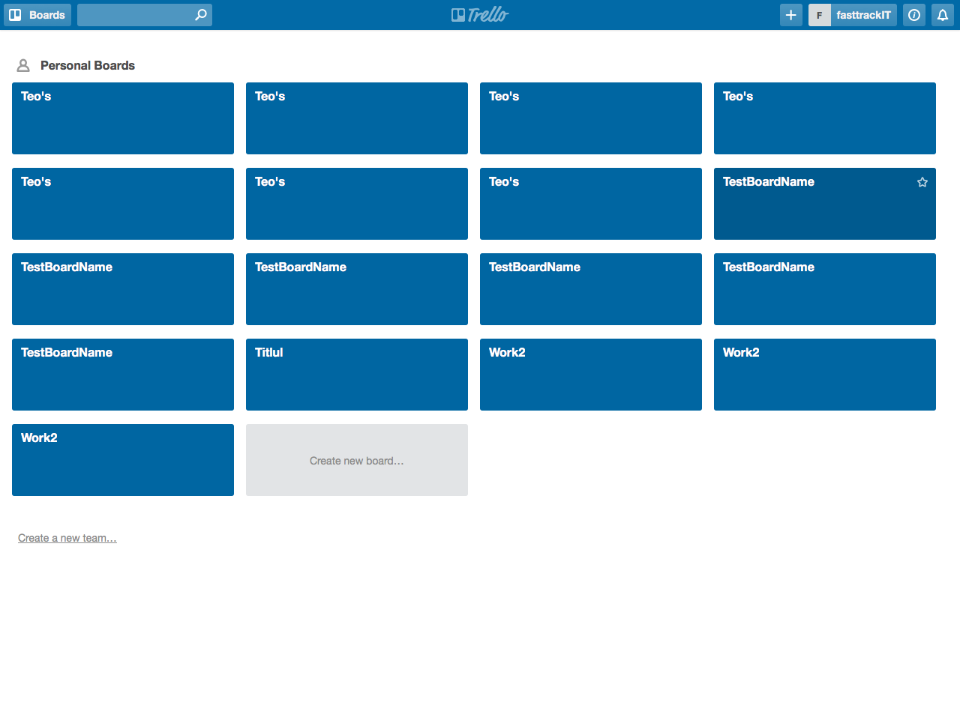 Boards Trello + F fasttrackIT
Personal Boards
Teo's Teo's Teo's Teo's
Teo's Teo's Teo's TestBoardName
TestBoardName TestBoardName TestBoardName TestBoardName
TestBoardName Titlul Work2 Work2
Work2 Create new board…
Create a new team…